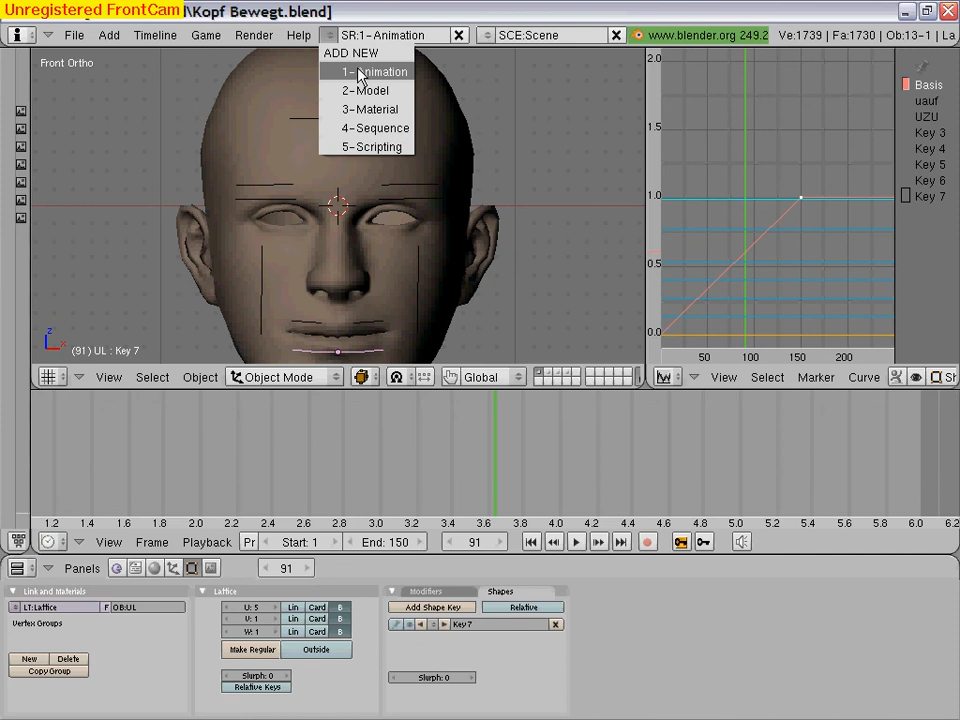 Unregistered FrontCam
\Kopf Bewegt.blend]
File Add Timeline Game Render Help SR:1-Animation SCE:Scene www.blender.org 249.2 Ve:1739 | Fa:1730 | Ob:13-1 | La
ADD NEW
1-Animation
2-Model
3-Material
4-Sequence
5-Scripting
Front Ortho
z
x
(91) UL : Key 7
2.0
1.5
1.0
0.5
0.0
50 100 150 200
Basis
uauf
UZU
Key 3
Key 4
Key 5
Key 6
Key 7
View Select Object Object Mode Global
View Select Marker Curve Sh
1.2 1.4 1.6 1.8 2.0 2.2 2.4 2.6 2.8 3.0 3.2 3.4 3.6 3.8 4.0 4.2 4.4 4.6 4.8 5.0 5.2 5.4 5.6 5.8 6.0 6.2
View Frame Playback Pr Start: 1 End: 150 91
Panels 91
Link and Materials
LT:Lattice F OB:UL
Vertex Groups
New Delete
Copy Group
Lattice
U: 5 Lin Card B
V: 1 Lin Card B
W: 1 Lin Card B
Make Regular Outside
Slurph: 0
Relative Keys
Modifiers Shapes
Add Shape Key Relative
Key 7
Slurph: 0